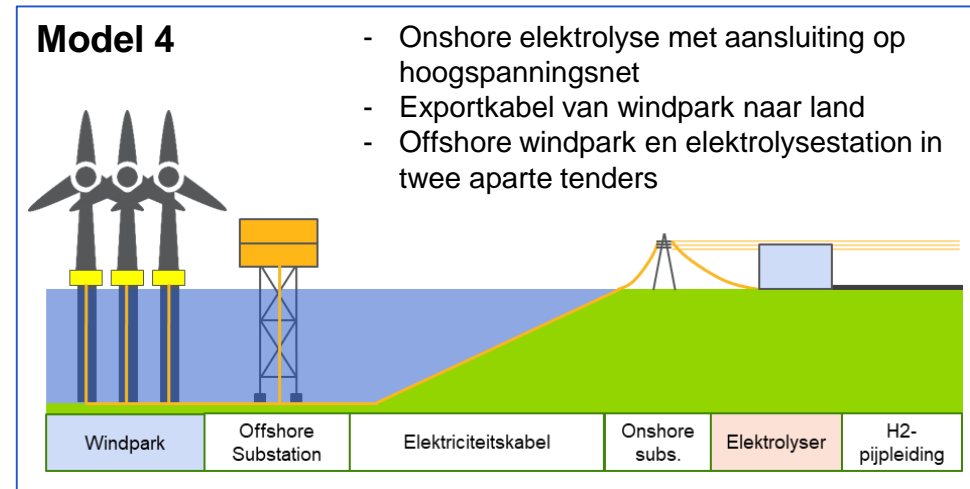 Model 4
- Onshore elektrolyse met aansluiting op
hoogspanningsnet
- Exportkabel van windpark naar land
- Offshore windpark en elektrolysestation in
twee aparte tenders
Windpark
Offshore
Substation
Elektriciteitskabel
Onshore
subs.
Elektrolyser
H2-
pijpleiding